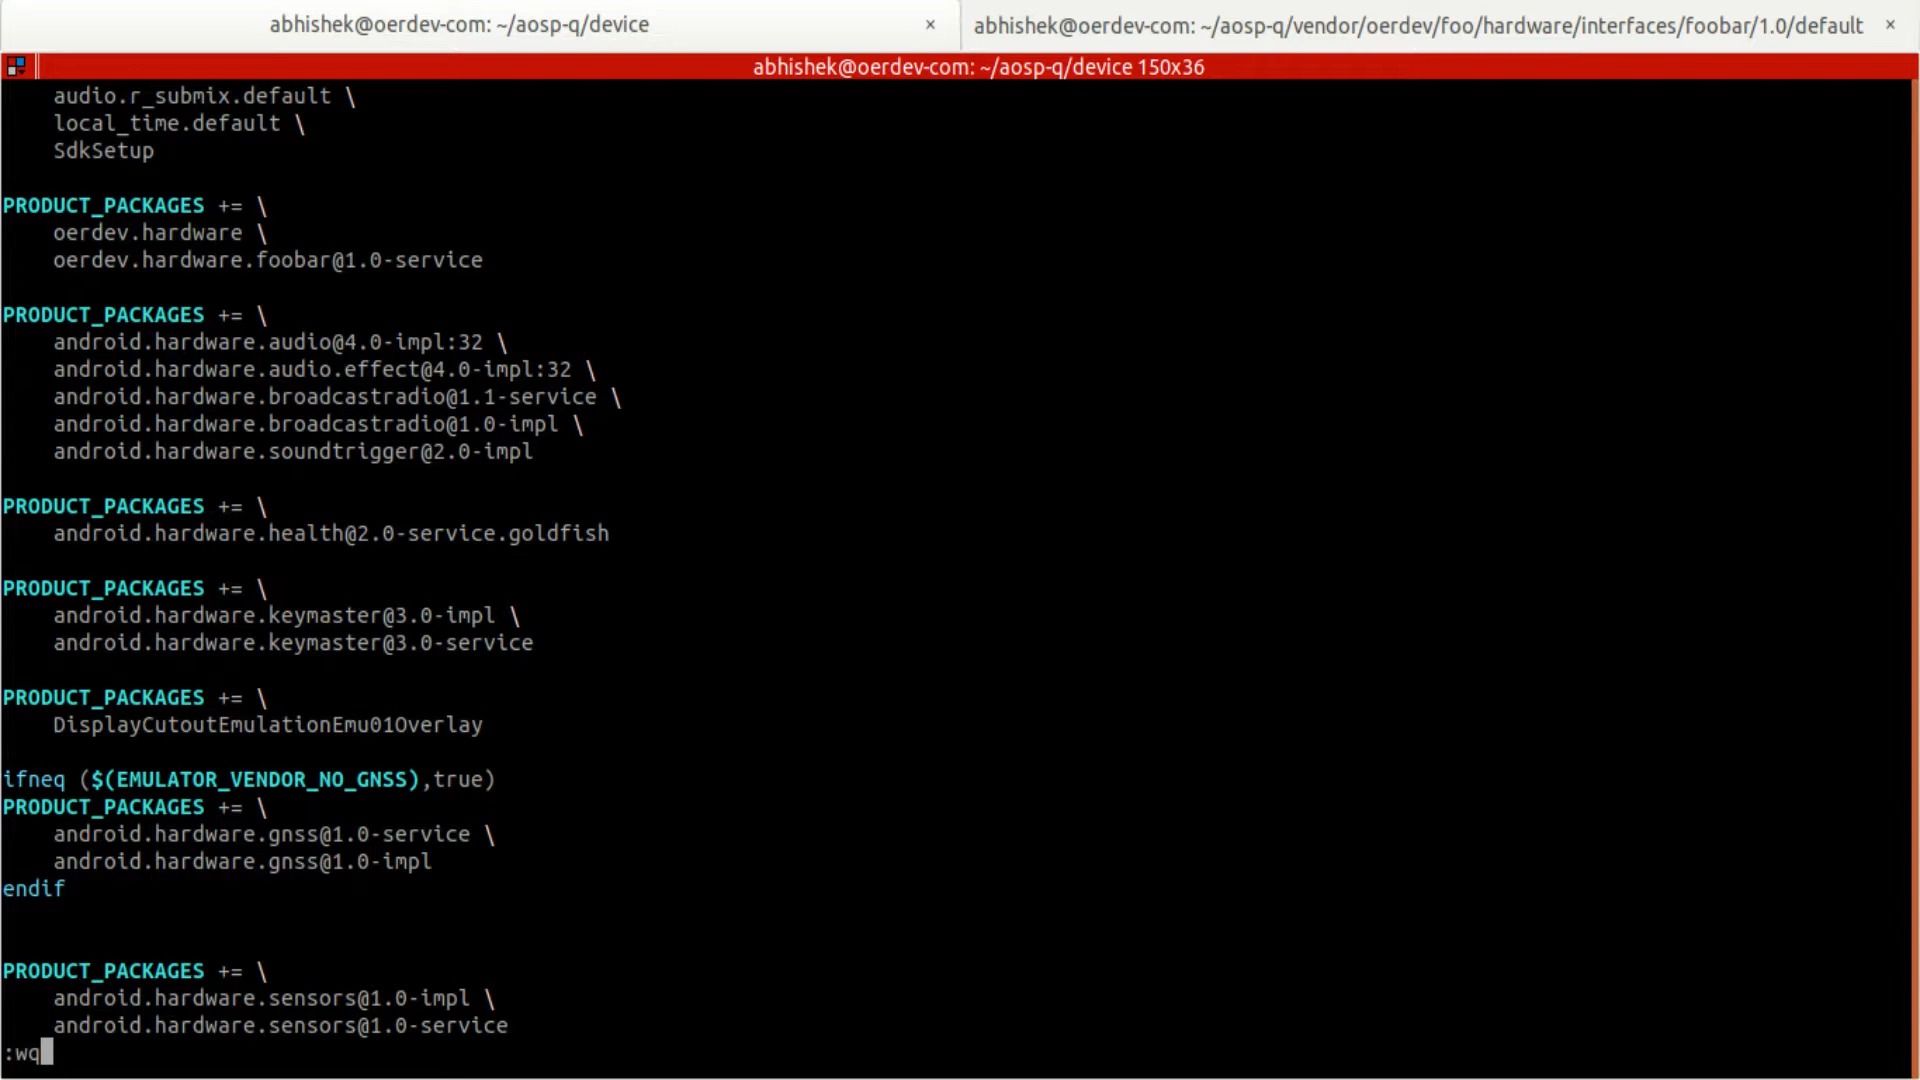 abhishek@oerdev-com: ~/aosp-q/device ×
abhishek@oerdev-com: ~/aosp-q/vendor/oerdev/foo/hardware/interfaces/foobar/1.0/default ×
abhishek@oerdev-com: ~/aosp-q/device 150x36
    audio.r_submix.default \
    local_time.default \
    SdkSetup

PRODUCT_PACKAGES += \
    oerdev.hardware \
    oerdev.hardware.foobar@1.0-service

PRODUCT_PACKAGES += \
    android.hardware.audio@4.0-impl:32 \
    android.hardware.audio.effect@4.0-impl:32 \
    android.hardware.broadcastradio@1.1-service \
    android.hardware.broadcastradio@1.0-impl \
    android.hardware.soundtrigger@2.0-impl

PRODUCT_PACKAGES += \
    android.hardware.health@2.0-service.goldfish

PRODUCT_PACKAGES += \
    android.hardware.keymaster@3.0-impl \
    android.hardware.keymaster@3.0-service

PRODUCT_PACKAGES += \
    DisplayCutoutEmulationEmu01Overlay

ifneq ($(EMULATOR_VENDOR_NO_GNSS),true)
PRODUCT_PACKAGES += \
    android.hardware.gnss@1.0-service \
    android.hardware.gnss@1.0-impl
endif


PRODUCT_PACKAGES += \
    android.hardware.sensors@1.0-impl \
    android.hardware.sensors@1.0-service
:wq